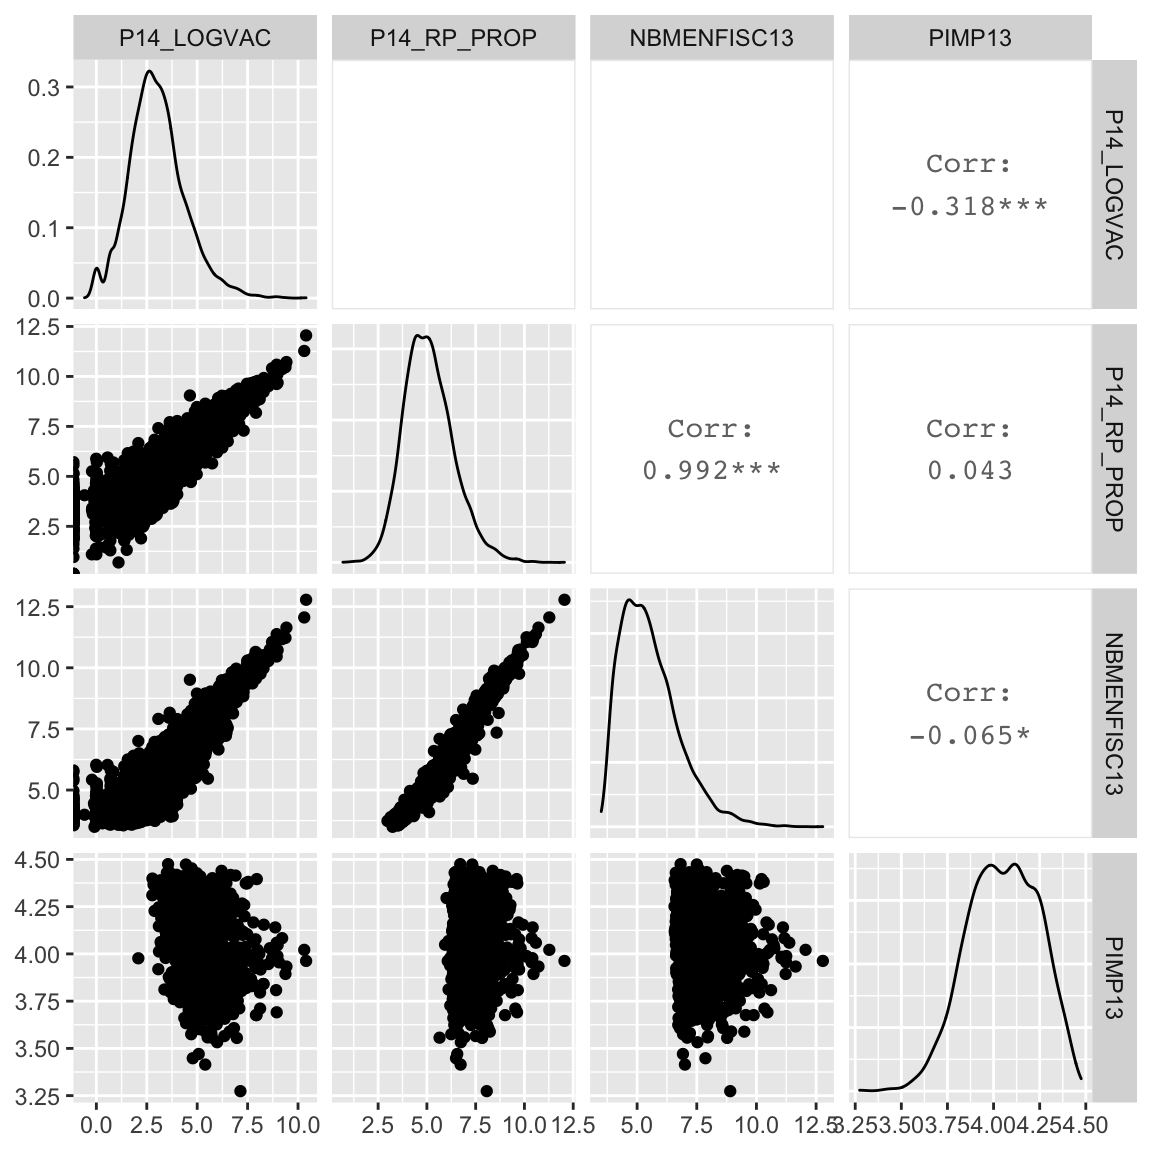 P14_LOGVAC P14_RP_PROP NBMENFISC13 PIMP13
0.3
0.2
0.1
0.0
Corr:
-0.318***
P14_LOGVAC
12.5
10.0
7.5
5.0
2.5
Corr:
0.992***
Corr:
0.043
P14_RP_PROP
12.5
10.0
7.5
5.0
Corr:
-0.065*
NBMENFISC13
4.50
4.25
4.00
3.75
3.50
3.25
PIMP13
0.0 2.5 5.0 7.5 10.0 2.5 5.0 7.5 10.0 12.5 5.0 7.5 10.0 12.5 3.25 3.50 3.75 4.00 4.25 4.50